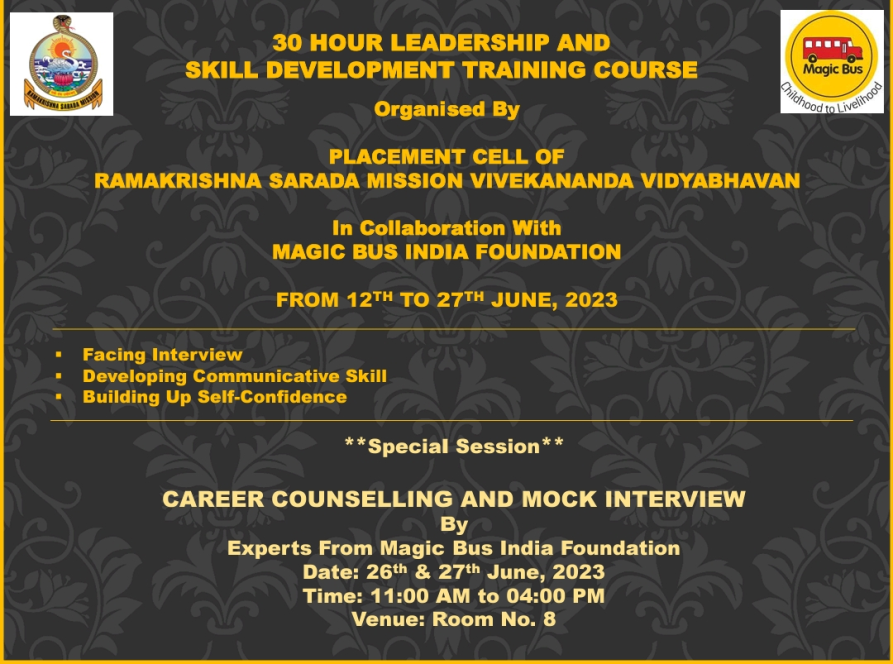 RAMAKRISHNA SARADA MISSION
Magic Bus
Childhood to Livelihood
30 HOUR LEADERSHIP AND
SKILL DEVELOPMENT TRAINING COURSE
Organised By
PLACEMENT CELL OF
RAMAKRISHNA SARADA MISSION VIVEKANANDA VIDYABHAVAN
In Collaboration With
MAGIC BUS INDIA FOUNDATION
FROM 12TH TO 27TH JUNE, 2023
▪ Facing Interview
▪ Developing Communicative Skill
▪ Building Up Self-Confidence
**Special Session**
CAREER COUNSELLING AND MOCK INTERVIEW
By
Experts From Magic Bus India Foundation
Date: 26th & 27th June, 2023
Time: 11:00 AM to 04:00 PM
Venue: Room No. 8